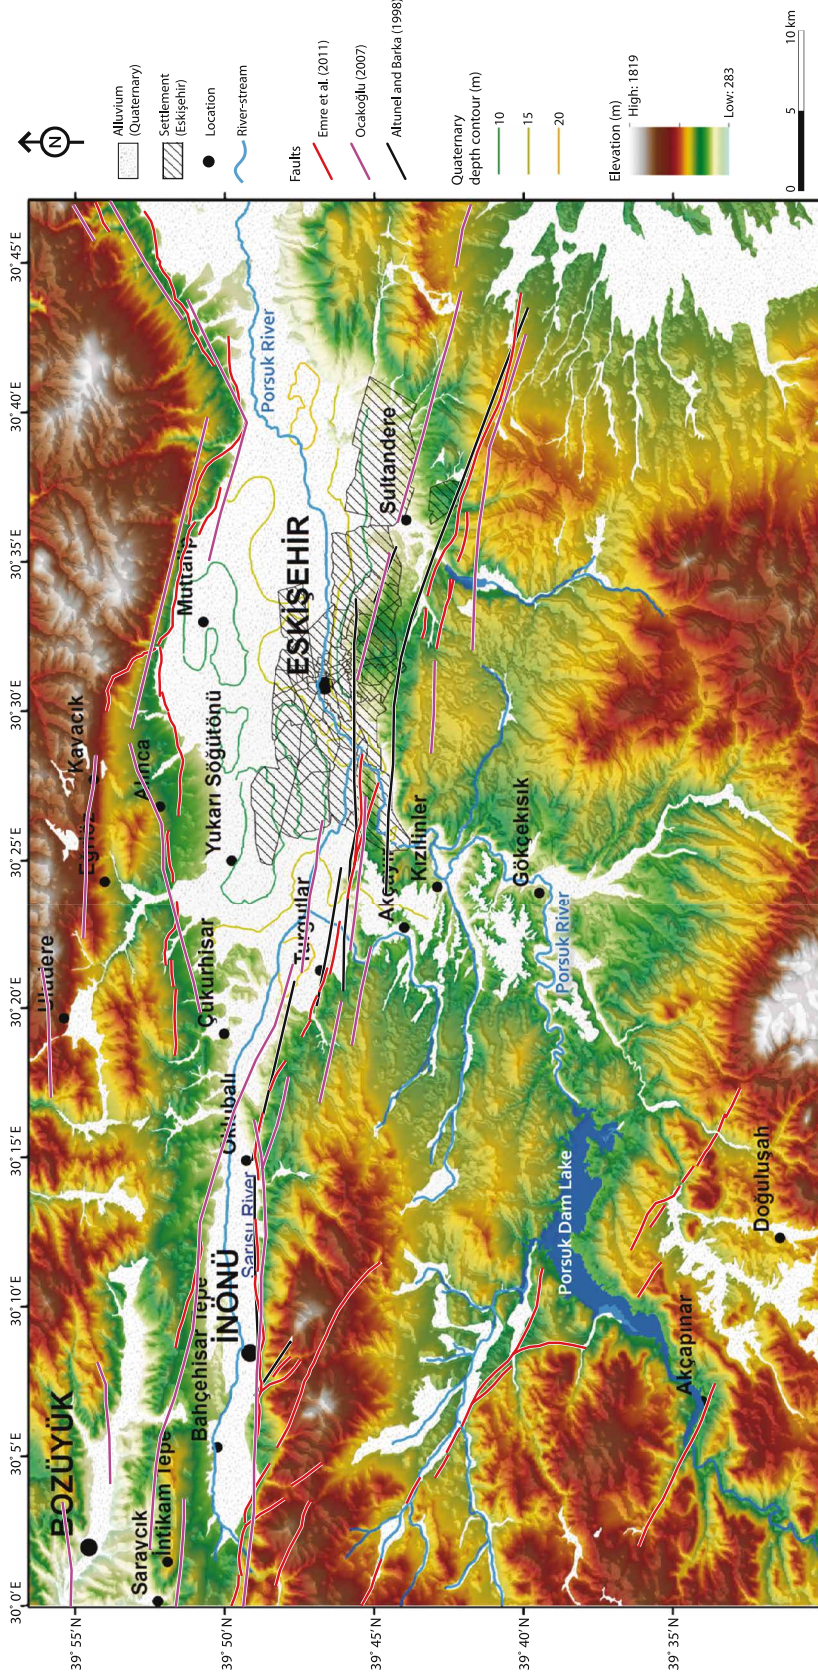 30° 0'E
30° 5'E
30° 10'E
30° 15'E
30° 20'E
30° 25'E
30° 30'E
30° 35'E
30° 40'E
30° 45'E
39° 55'N
39° 50'N
39° 45'N
39° 40'N
39° 35'N
BOZÜYÜK
Saraycık
İntikam Tepe
Bahçehisar Tepe
İNÖNÜ
Sarısu River
Oklubalı
Çukurhisar
Uludere
Eğriöz
Kavacık
Alınca
Yukarı Söğütönü
Muttalip
Turgutlar
ESKİŞEHİR
Porsuk River
Sultandere
Kızılinler
Gökçekısık
Porsuk River
Porsuk Dam Lake
Akçapınar
Doğuluşah
N
Alluvium
(Quaternary)
Settlement
(Eskişehir)
Location
River-stream
Faults
Emre et al. (2011)
Ocakoğlu (2007)
Altunel and Barka (1998)
Quaternary
depth contour (m)
10
15
20
Elevation (m)
High: 1819
Low: 283
0
5
10 km